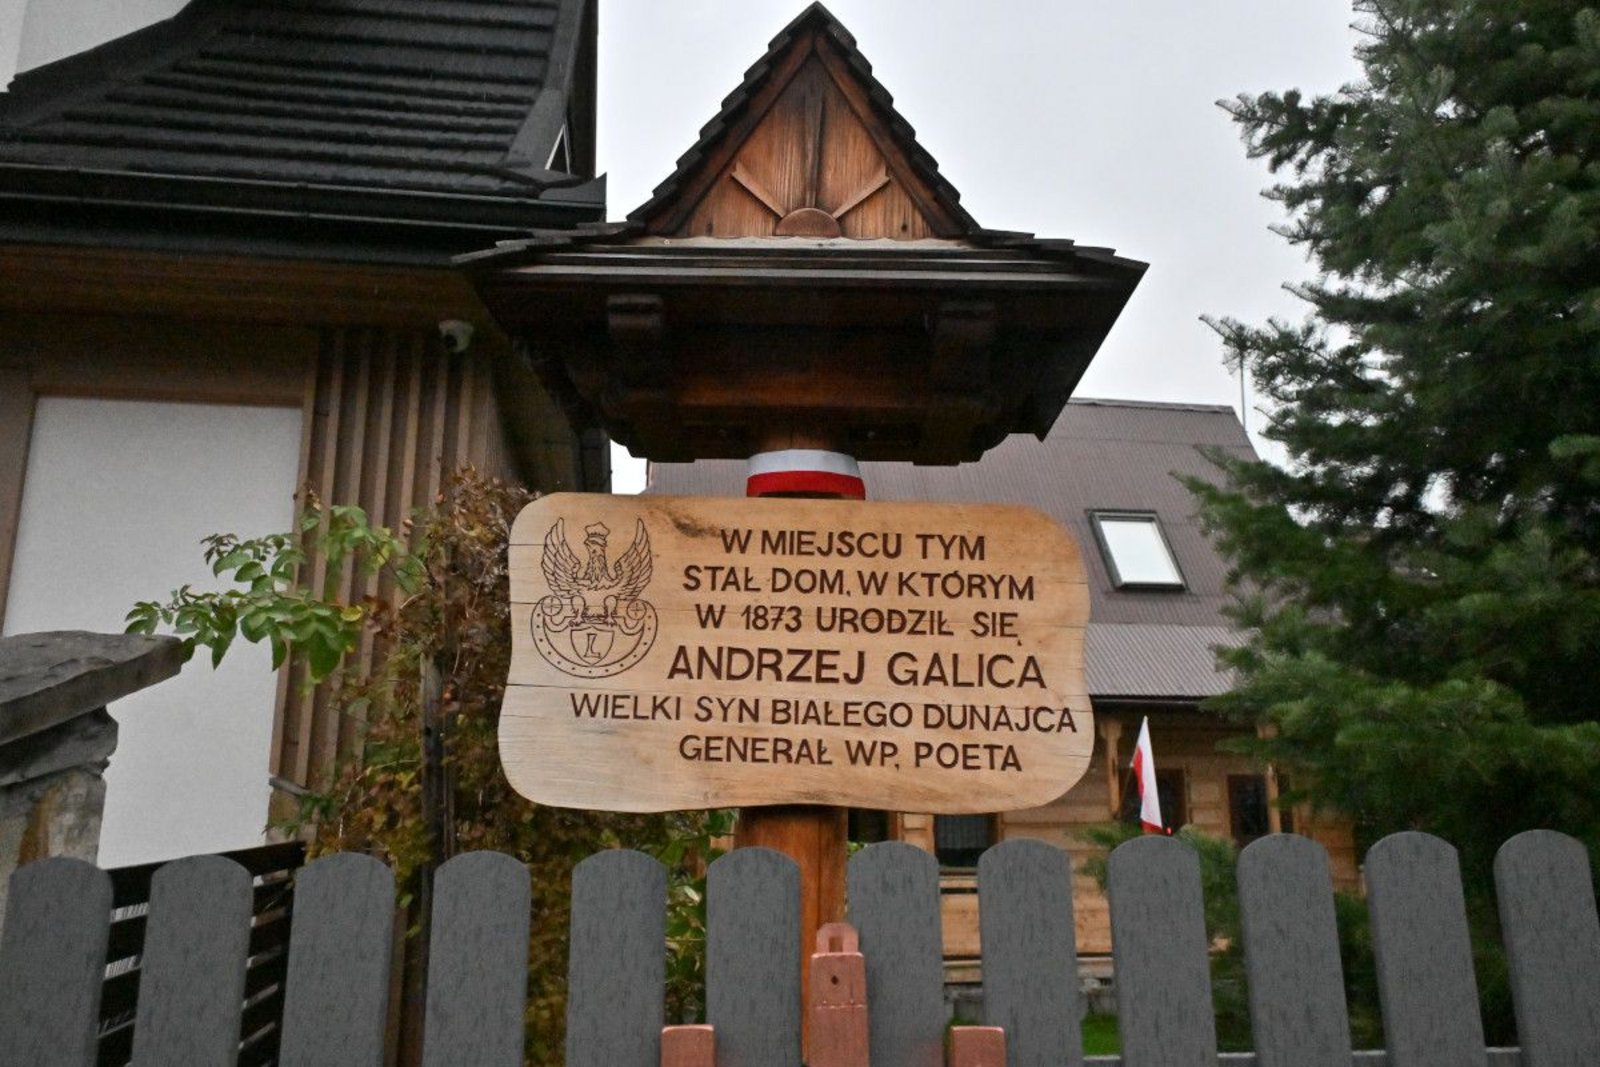 W MIEJSCU TYM
STAŁ DOM, W KTÓRYM
W 1873 URODZIŁ SIĘ
ANDRZEJ GALICA
WIELKI SYN BIAŁEGO DUNAJCA
GENERAŁ WP, POETA
L